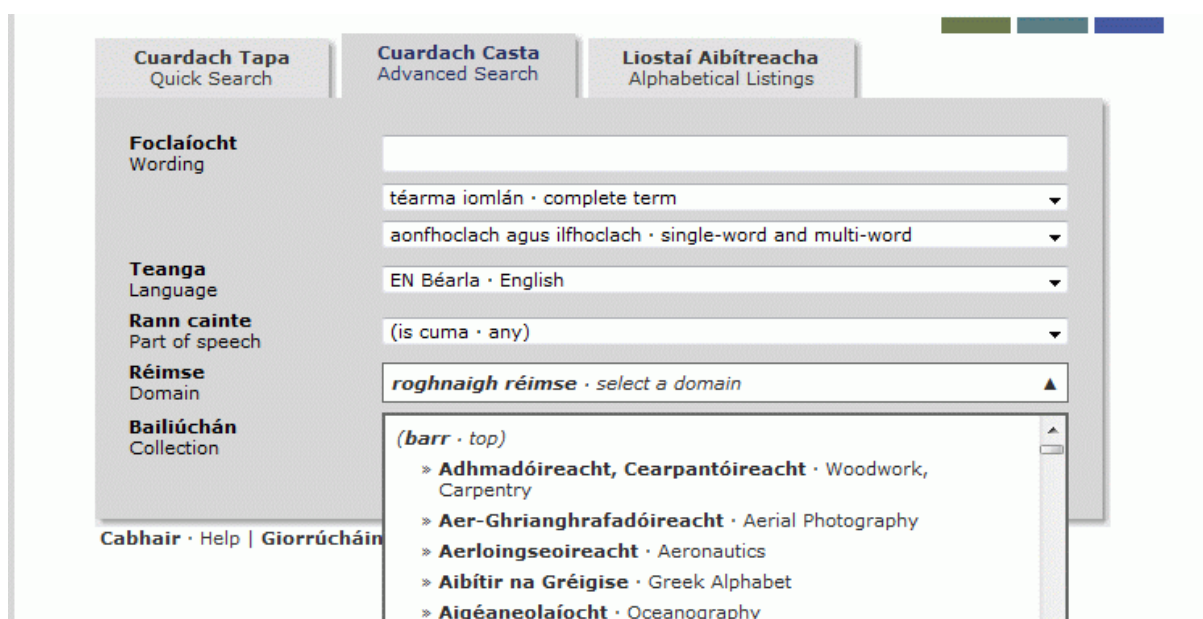 Cuardach Tapa
Quick Search
Cuardach Casta
Advanced Search
Liostaí Aibítreacha
Alphabetical Listings
Foclaíocht
Wording
téarma iomlán · complete term
aonfhoclach agus ilfhoclach · single-word and multi-word
Teanga
Language
EN Béarla · English
Rann cainte
Part of speech
(is cuma · any)
Réimse
Domain
roghnaigh réimse · select a domain
Bailiúchán
Collection
(barr · top)
» Adhmadóireacht, Cearpantóireacht · Woodwork,
Carpentry
» Aer-Ghrianghrafadóireacht · Aerial Photography
» Aerloingseoireacht · Aeronautics
» Aibítir na Gréigise · Greek Alphabet
» Aigéaneolaíocht · Oceanography
Cabhair · Help | Giorrúcháin